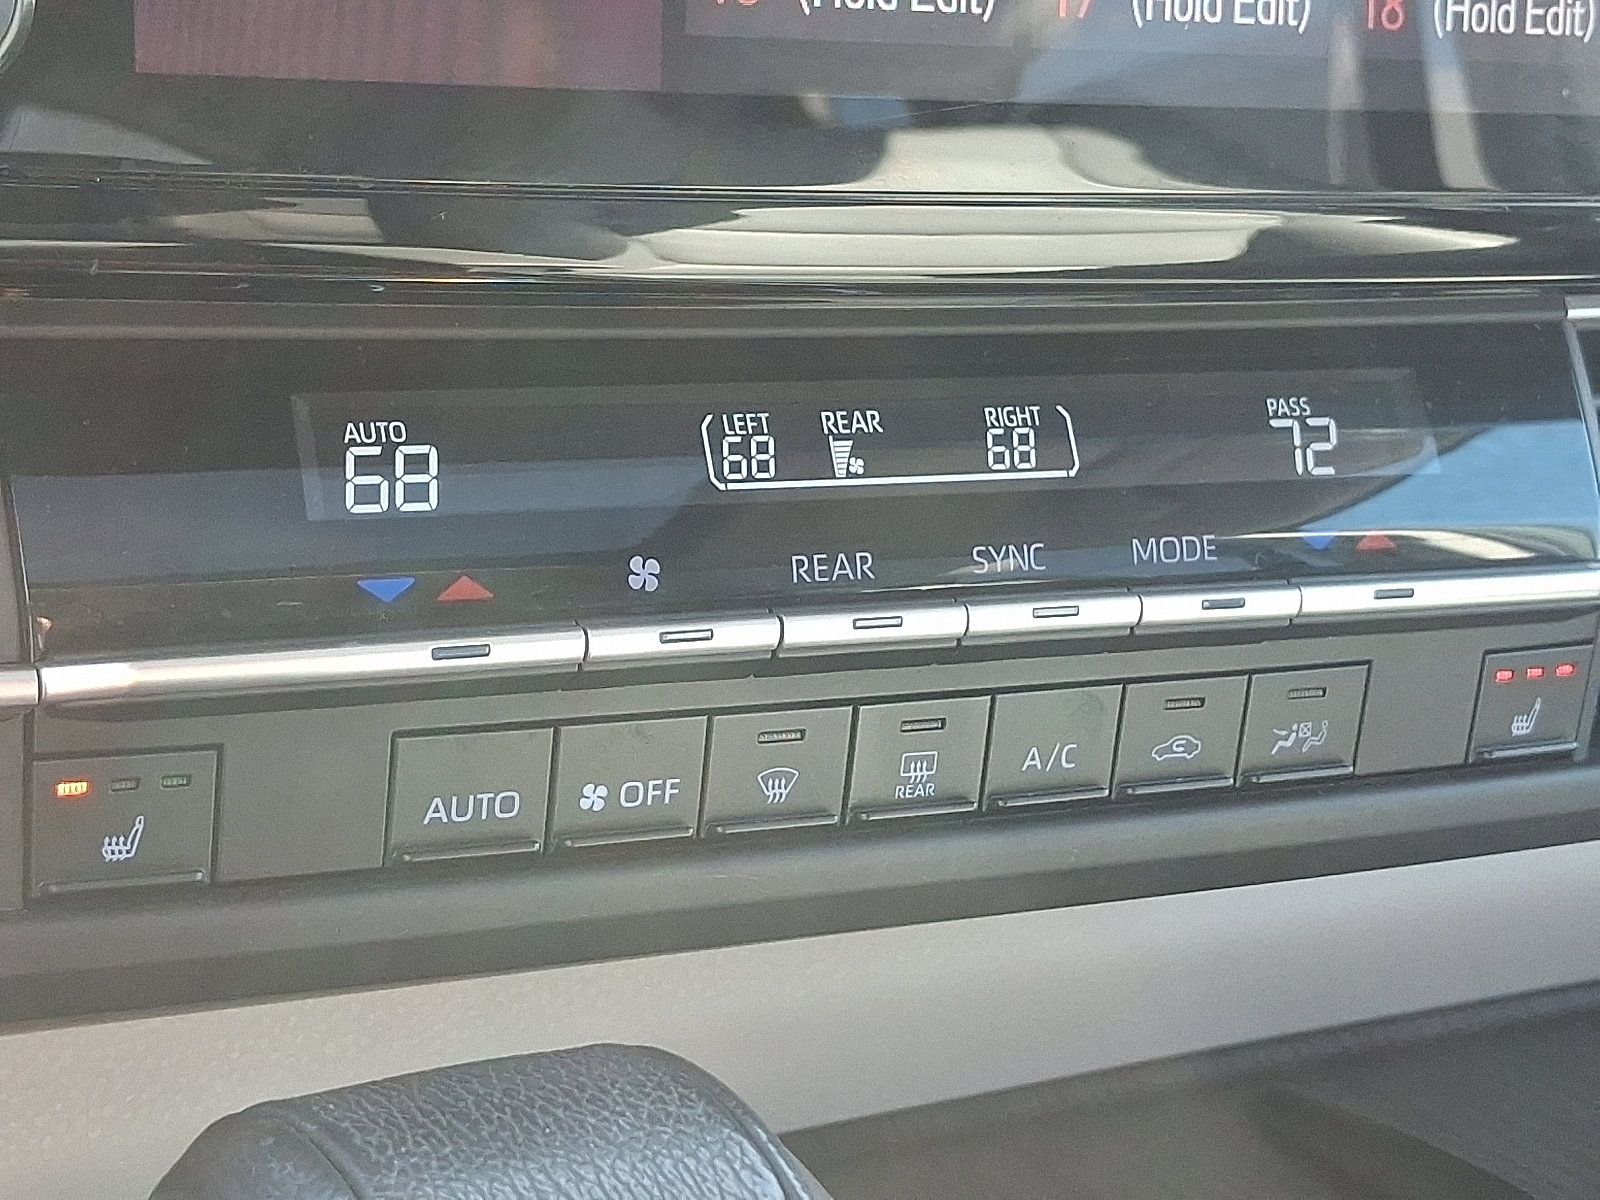 (Hold Edit) 17 (Hold Edit) 18 (Hold Edit)
AUTO
68
LEFT REAR RIGHT
68 68
PASS
72
REAR SYNC MODE
AUTO OFF REAR A/C